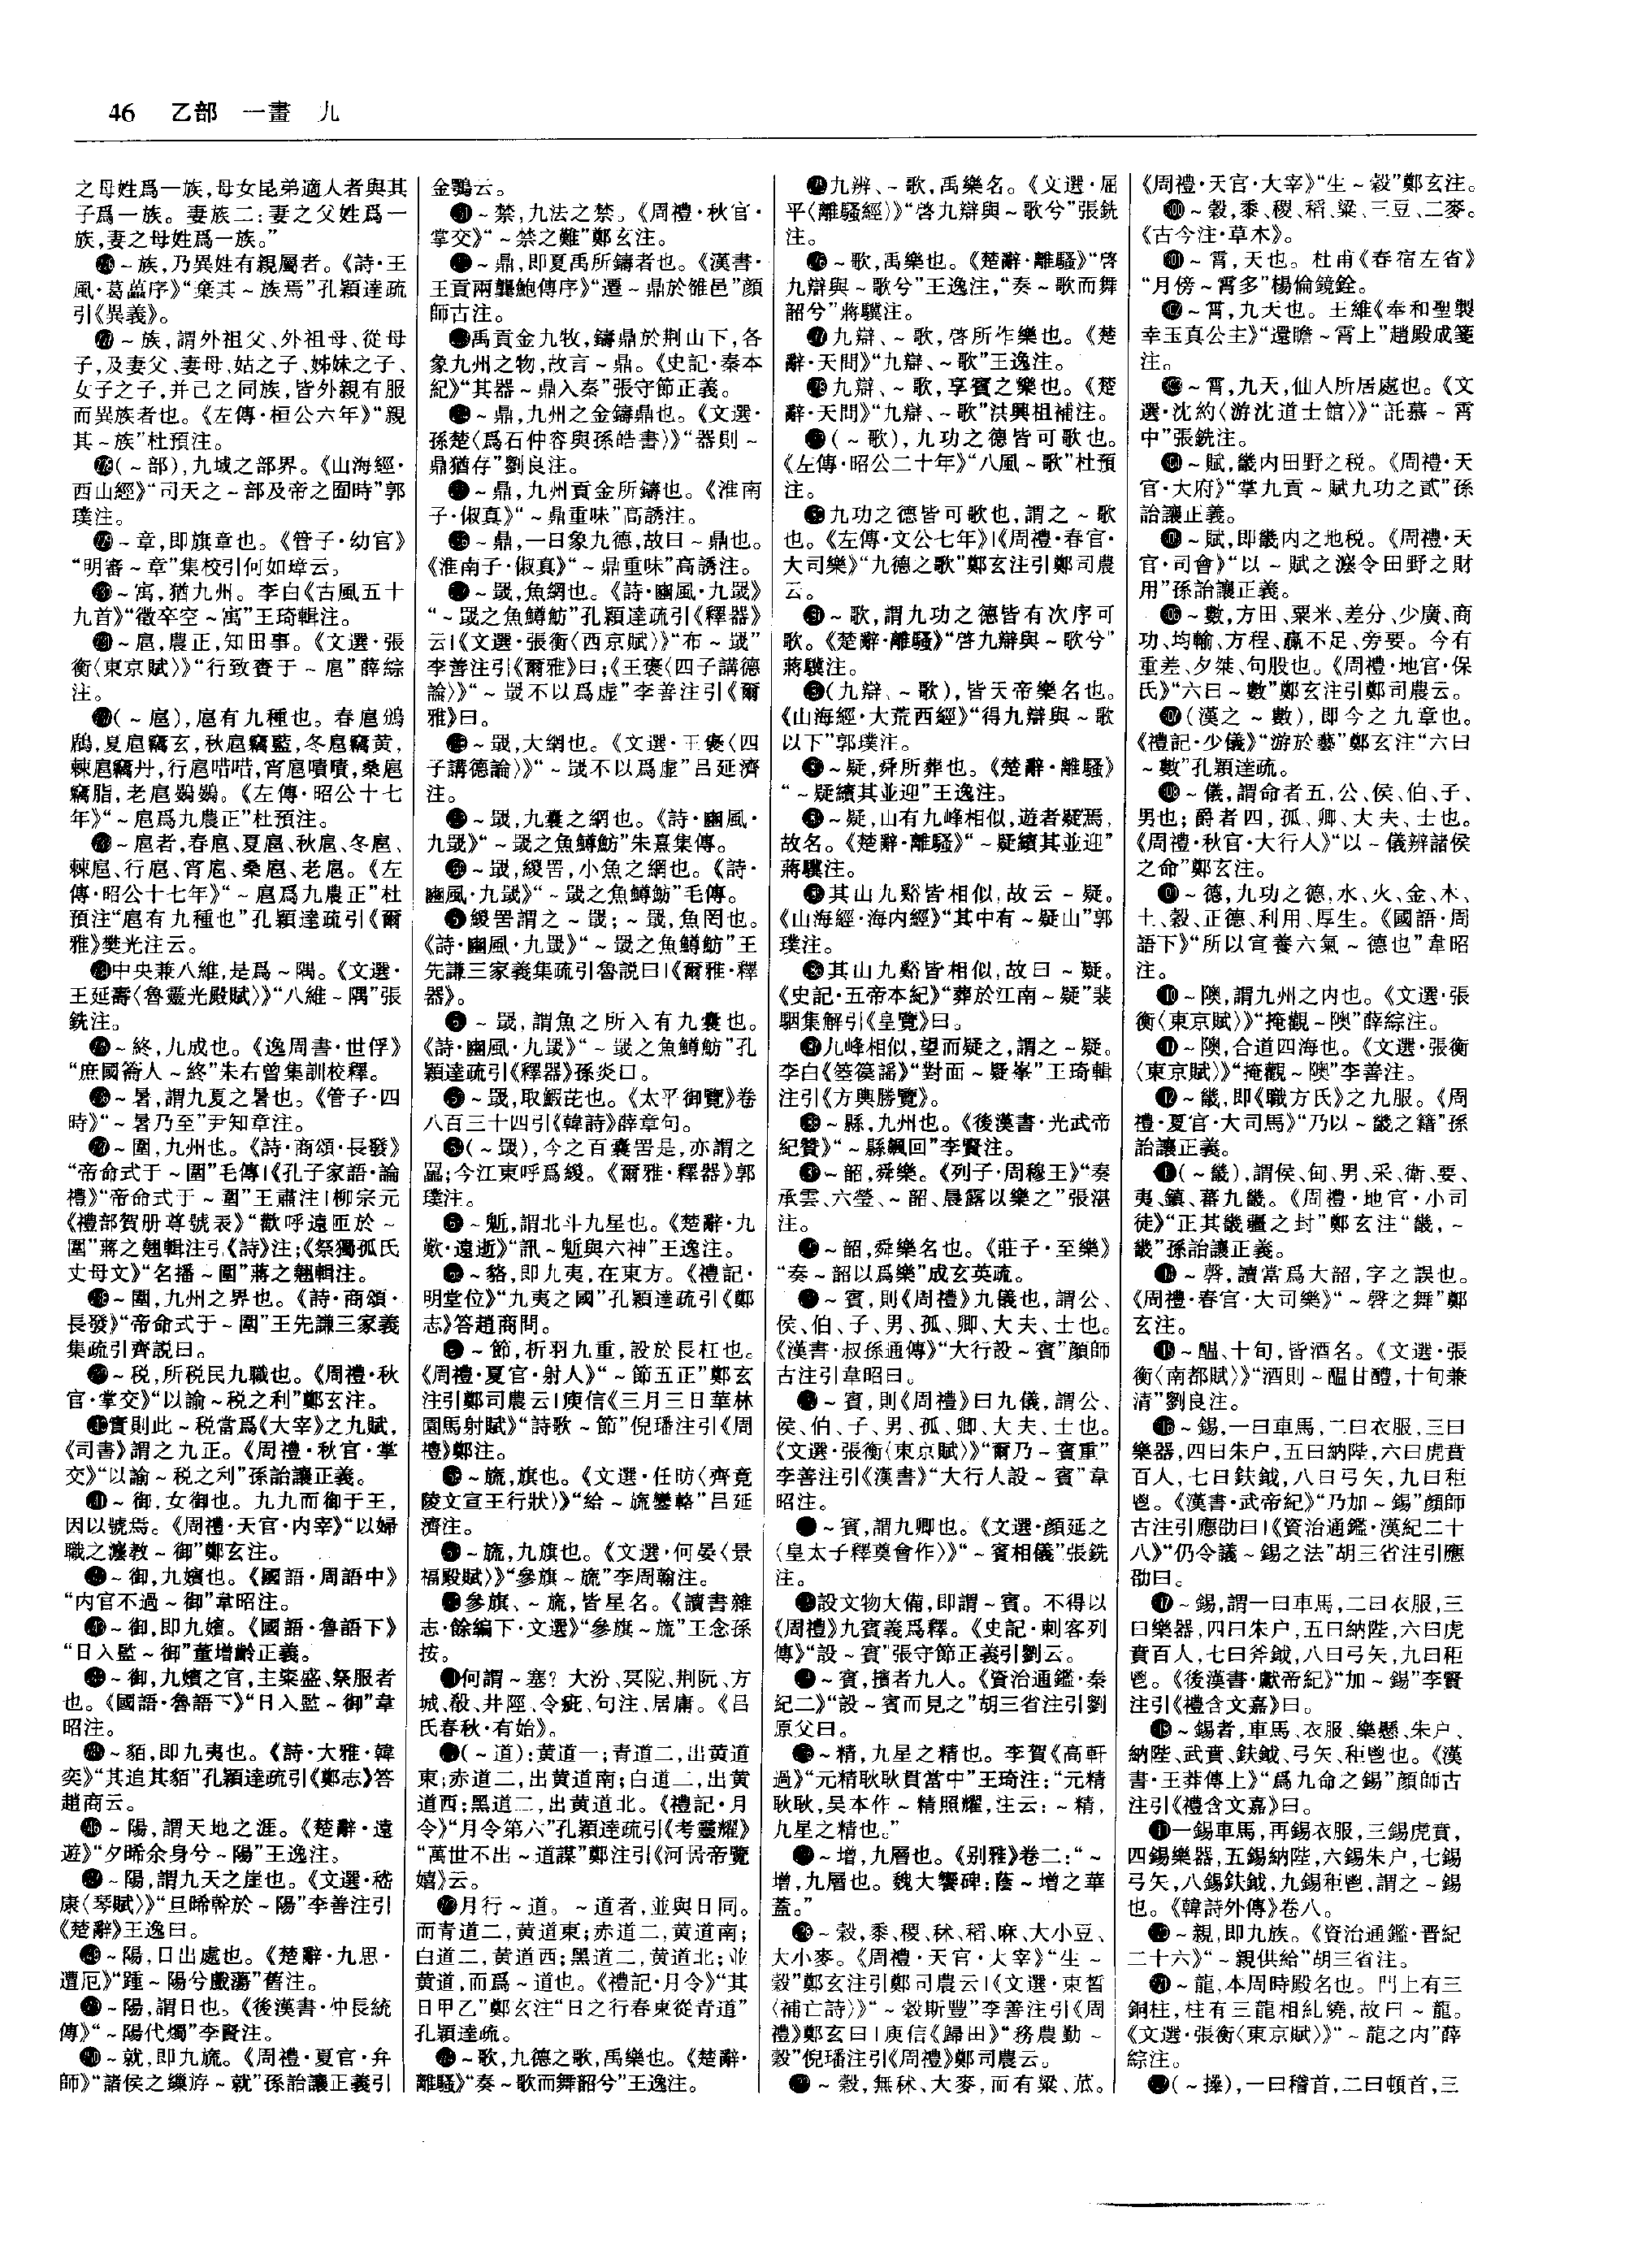 46 乙部 一畫 九
之母姓爲一族,母女昆弟適人者與其
子爲一族。妻族二:妻之父姓爲一
族,妻之母姓爲一族。”
~族,乃異姓有親屬者。《詩·王
風·葛藟序》“棄其~族焉”孔穎達疏
引《異義》。
~族,謂外祖父、外祖母、從母
子,及妻父、妻母、姑之子、姊妹之子、
女子之子,并己之同族,皆外親有服
而異族者也。《左傳·桓公六年》“親
其~族”杜預注。
(~部),九域之部界。《山海經·
西山經》“司天之~部及帝之囿時”郭
璞注。
~章,即旗章也。《管子·幼官》
“明審~章”集校引何如璋云。
~寓,猶九州。李白《古風五十
九首》“徵卒空~寓”王琦輯注。
~扈,農正,知田事。《文選·張
衡〈東京賦〉》“行致賚于~扈”薛綜
注。
(~扈),扈有九種也。春扈鳻
鶞,夏扈竊玄,秋扈竊藍,冬扈竊黄,
棘扈竊丹,行扈唶唶,宵扈嘖嘖,桑扈
竊脂,老扈鷃鷃。《左傳·昭公十七
年》“~扈爲九農正”杜預注。
~扈者,春扈、夏扈、秋扈、冬扈、
棘扈、行扈、宵扈、桑扈、老扈。《左
傳·昭公十七年》“~扈爲九農正”杜
預注“扈有九種也”孔穎達疏引《爾
雅》樊光注云。
中央兼八維,是爲~隅。《文選·
王延壽〈魯靈光殿賦〉》“八維~隅”張
銑注。
~終,九成也。《逸周書·世俘》
“庶國籥人~終”朱右曾集訓校釋。
~暑,謂九夏之暑也。《管子·四
時》“~暑乃至”尹知章注。
~圍,九州也。《詩·商頌·長發》
“帝命式于~圍”毛傳|《孔子家語·論
禮》“帝命式于~圍”王肅注|柳宗元
《禮部賀册尊號表》“歡呼遠匝於~
圍”蔣之翹輯注引《詩》注;《祭獨孤氏
丈母文》“名播~圍”蔣之翹輯注。
~圍,九州之界也。《詩·商頌·
長發》“帝命式于~圍”王先謙三家義
集疏引齊説曰。
~税,所税民九職也。《周禮·秋
官·掌交》“以諭~税之利”鄭玄注。
實則此~税當爲《大宰》之九賦,
《司書》謂之九正。《周禮·秋官·掌
交》“以諭~税之利”孫詒讓正義。
~御,女御也。九九而御于王,
因以號焉。《周禮·天官·内宰》“以婦
職之灋教~御”鄭玄注。
~御,九嬪也。《國語·周語中》
“内官不過~御”韋昭注。
~御,即九嬪。《國語·魯語下》
“日入監~御”董增齡正義。
~御,九嬪之官,主粢盛、祭服者
也。《國語·魯語下》“日入監~御”韋
昭注。
~貊,即九夷也。《詩·大雅·韓
奕》“其追其貊”孔穎達疏引《鄭志》答
趙商云。
~陽,謂天地之涯。《楚辭·遠
遊》“夕晞余身兮~陽”王逸注。
~陽,謂九天之崖也。《文選·嵇
康〈琴賦〉》“旦晞幹於~陽”李善注引
《楚辭》王逸曰。
~陽,日出處也。《楚辭·九思·
遭厄》“踵~陽兮戲蕩”舊注。
~陽,謂日也。《後漢書·仲長統
傳》“~陽代燭”李賢注。
~就,即九旒。《周禮·夏官·弁
師》“諸侯之繅斿~就”孫詒讓正義引
金鶚云。
~禁,九法之禁。《周禮·秋官·
掌交》“~禁之難”鄭玄注。
~鼎,即夏禹所鑄者也。《漢書·
王貢兩龔鮑傳序》“遷~鼎於雒邑”顔
師古注。
禹貢金九牧,鑄鼎於荆山下,各
象九州之物,故言~鼎。《史記·秦本
紀》“其器~鼎入秦”張守節正義。
~鼎,九州之金鑄鼎也。《文選·
孫楚〈爲石仲容與孫皓書〉》“器則~
鼎猶存”劉良注。
~鼎,九州貢金所鑄也。《淮南
子·俶真》“~鼎重味”高誘注。
~鼎,一曰象九德,故曰~鼎也。
《淮南子·俶真》“~鼎重味”高誘注。
~罭,魚網也。《詩·豳風·九罭》
“~罭之魚鱒魴”孔穎達疏引《釋器》
云|《文選·張衡〈西京賦〉》“布~罭”
李善注引《爾雅》曰;《王褒〈四子講德
論〉》“~罭不以爲虚”李善注引《爾
雅》曰。
~罭,大網也。《文選·王褒〈四
子講德論〉》“~罭不以爲虚”吕延濟
注。
~罭,九囊之網也。《詩·豳風·
九罭》“~罭之魚鱒魴”朱熹集傳。
~罭,緵罟,小魚之網也。《詩·
豳風·九罭》“~罭之魚鱒魴”毛傳。
緵罟謂之~罭;~罭,魚罔也。
《詩·豳風·九罭》“~罭之魚鱒魴”王
先謙三家義集疏引魯説曰|《爾雅·釋
器》。
~罭,謂魚之所入有九囊也。
《詩·豳風·九罭》“~罭之魚鱒魴”孔
穎達疏引《釋器》孫炎曰。
~罭,取鰕芘也。《太平御覽》卷
八百三十四引《韓詩》薛章句。
(~罭),今之百囊罟是,亦謂之
䍡;今江東呼爲緵。《爾雅·釋器》郭
璞注。
~鬿,謂北斗九星也。《楚辭·九
歎·遠逝》“訊~鬿與六神”王逸注。
~貉,即九夷,在東方。《禮記·
明堂位》“九夷之國”孔穎達疏引《鄭
志》答趙商問。
~節,析羽九重,設於長杠也。
《周禮·夏官·射人》“~節五正”鄭玄
注引鄭司農云|庾信《三月三日華林
園馬射賦》“詩歌~節”倪璠注引《周
禮》鄭注。
~旒,旗也。《文選·任昉〈齊竟
陵文宣王行狀〉》“給~旒鑾輅”吕延
濟注。
~旒,九旗也。《文選·何晏〈景
福殿賦〉》“參旗~旒”李周翰注。
參旗、~旒,皆星名。《讀書雜
志·餘編下·文選》“參旗~旒”王念孫
按。
何謂~塞?大汾、冥阨、荆阮、方
城、殽、井陘、令疵、句注、居庸。《吕
氏春秋·有始》。
(~道):黄道一;青道二,出黄道
東;赤道二,出黄道南;白道二,出黄
道西;黑道二,出黄道北。《禮記·月
令》“月令第六”孔穎達疏引《考靈耀》
“萬世不出~道謀”鄭注引《河圖帝覽
嬉》云。
月行~道。~道者,並與日同。
而青道二,黄道東;赤道二,黄道南;
白道二,黄道西;黑道二,黄道北;並
黄道,而爲~道也。《禮記·月令》“其
日甲乙”鄭玄注“日之行春東從青道”
孔穎達疏。
~歌,九德之歌,禹樂也。《楚辭·
離騷》“奏~歌而舞韶兮”王逸注。
九辨、~歌,禹樂名。《文選·屈
平〈離騷經〉》“啓九辯與~歌兮”張銑
注。
~歌,禹樂也。《楚辭·離騷》“啓
九辯與~歌兮”王逸注,“奏~歌而舞
韶兮”蔣驥注。
九辯、~歌,啓所作樂也。《楚
辭·天問》“九辯、~歌”王逸注。
九辯、~歌,享賓之樂也。《楚
辭·天問》“九辯、~歌”洪興祖補注。
(~歌),九功之德皆可歌也。
《左傳·昭公二十年》“八風~歌”杜預
注。
九功之德皆可歌也,謂之~歌
也。《左傳·文公七年》|《周禮·春官·
大司樂》“九德之歌”鄭玄注引鄭司農
云。
~歌,謂九功之德皆有次序可
歌。《楚辭·離騷》“啓九辯與~歌兮”
蔣驥注。
(九辯、~歌),皆天帝樂名也。
《山海經·大荒西經》“得九辯與~歌
以下”郭璞注。
~疑,舜所葬也。《楚辭·離騷》
“~疑繽其並迎”王逸注。
~疑,山有九峰相似,遊者疑焉,
故名。《楚辭·離騷》“~疑繽其並迎”
蔣驥注。
其山九谿皆相似,故云~疑。
《山海經·海内經》“其中有~疑山”郭
璞注。
其山九谿皆相似,故曰~疑。
《史記·五帝本紀》“葬於江南~疑”裴
駰集解引《皇覽》曰。
九峰相似,望而疑之,謂之~疑。
李白《箜篌謡》“對面~疑峯”王琦輯
注引《方輿勝覽》。
~縣,九州也。《後漢書·光武帝
紀贊》“~縣飆回”李賢注。
~韶,舜樂。《列子·周穆王》“奏
承雲、六瑩、~韶、晨露以樂之”張湛
注。
~韶,舜樂名也。《莊子·至樂》
“奏~韶以爲樂”成玄英疏。
~賓,則《周禮》九儀也,謂公、
侯、伯、子、男、孤、卿、大夫、士也。
《漢書·叔孫通傳》“大行設~賓”顔師
古注引韋昭曰。
~賓,則《周禮》曰九儀,謂公、
侯、伯、子、男、孤、卿、大夫、士也。
《文選·張衡〈東京賦〉》“爾乃~賓重”
李善注引《漢書》“大行人設~賓”韋
昭注。
~賓,謂九卿也。《文選·顔延之
〈皇太子釋奠會作〉》“~賓相儀”張銑
注。
設文物大備,即謂~賓。不得以
《周禮》九賓義爲釋。《史記·刺客列
傳》“設~賓”張守節正義引劉云。
~賓,擯者九人。《資治通鑑·秦
紀二》“設~賓而見之”胡三省注引劉
原父曰。
~精,九星之精也。李賀《高軒
過》“元精耿耿貫當中”王琦注:“元精
耿耿,吴本作~精照耀,注云:~精,
九星之精也。”
~增,九層也。《别雅》卷二:“~
增,九層也。魏大饗碑:蔭~增之華
蓋。”
~穀,黍、稷、秫、稻、麻、大小豆、
大小麥。《周禮·天官·大宰》“生~
穀”鄭玄注引鄭司農云|《文選·束晳
〈補亡詩〉》“~穀斯豐”李善注引《周
禮》鄭玄曰|庾信《歸田》“務農勤~
穀”倪璠注引《周禮》鄭司農云。
~穀,無秫、大麥,而有粱、苽。
《周禮·天官·大宰》“生~穀”鄭玄注。
~穀,黍、稷、稻、粱、三豆、二麥。
《古今注·草木》。
~霄,天也。杜甫《春宿左省》
“月傍~霄多”楊倫鏡銓。
~霄,九天也。王維《奉和聖製
幸玉真公主》“還瞻~霄上”趙殿成箋
注。
~霄,九天,仙人所居處也。《文
選·沈約〈游沈道士館〉》“託慕~霄
中”張銑注。
~賦,畿内田野之税。《周禮·天
官·大府》“掌九貢~賦九功之貳”孫
詒讓正義。
~賦,即畿内之地税。《周禮·天
官·司會》“以~賦之灋令田野之財
用”孫詒讓正義。
~數,方田、粟米、差分、少廣、商
功、均輸、方程、贏不足、旁要。今有
重差、夕桀、句股也。《周禮·地官·保
氏》“六曰~數”鄭玄注引鄭司農云。
(漢之~數),即今之九章也。
《禮記·少儀》“游於藝”鄭玄注“六曰
~數”孔穎達疏。
~儀,謂命者五,公、侯、伯、子、
男也;爵者四,孤、卿、大夫、士也。
《周禮·秋官·大行人》“以~儀辨諸侯
之命”鄭玄注。
~德,九功之德,水、火、金、木、
土、穀、正德、利用、厚生。《國語·周
語下》“所以宣養六氣~德也”韋昭
注。
~隩,謂九州之内也。《文選·張
衡〈東京賦〉》“掩觀~隩”薛綜注。
~隩,合道四海也。《文選·張衡
〈東京賦〉》“掩觀~隩”李善注。
~畿,即《職方氏》之九服。《周
禮·夏官·大司馬》“乃以~畿之籍”孫
詒讓正義。
(~畿),謂侯、甸、男、采、衛、要、
夷、鎮、蕃九畿。《周禮·地官·小司
徒》“正其畿疆之封”鄭玄注“畿,~
畿”孫詒讓正義。
~㲈,讀當爲大韶,字之誤也。
《周禮·春官·大司樂》“~㲈之舞”鄭
玄注。
~醖、十旬,皆酒名。《文選·張
衡〈南都賦〉》“酒則~醖甘醴,十旬兼
清”劉良注。
~錫,一曰車馬,二曰衣服,三曰
樂器,四曰朱户,五曰納陛,六曰虎賁
百人,七曰鈇鉞,八曰弓矢,九曰秬
鬯。《漢書·武帝紀》“乃加~錫”顔師
古注引應劭曰|《資治通鑑·漢紀二十
八》“仍令議~錫之法”胡三省注引應
劭曰。
~錫,謂一曰車馬,二曰衣服,三
曰樂器,四曰朱户,五曰納陛,六曰虎
賁百人,七曰斧鉞,八曰弓矢,九曰秬
鬯。《後漢書·獻帝紀》“加~錫”李賢
注引《禮含文嘉》曰。
~錫者,車馬、衣服、樂懸、朱户、
納陛、武賁、鈇鉞、弓矢、秬鬯也。《漢
書·王莽傳上》“爲九命之錫”顔師古
注引《禮含文嘉》曰。
一錫車馬,再錫衣服,三錫虎賁,
四錫樂器,五錫納陛,六錫朱户,七錫
弓矢,八錫鈇鉞,九錫秬鬯,謂之~錫
也。《韓詩外傳》卷八。
~親,即九族。《資治通鑑·晉紀
二十六》“~親供給”胡三省注。
~龍,本周時殿名也。門上有三
銅柱,柱有三龍相糺繞,故曰~龍。
《文選·張衡〈東京賦〉》“~龍之内”薛
綜注。
(~𢳎),一曰稽首,二曰頓首,三